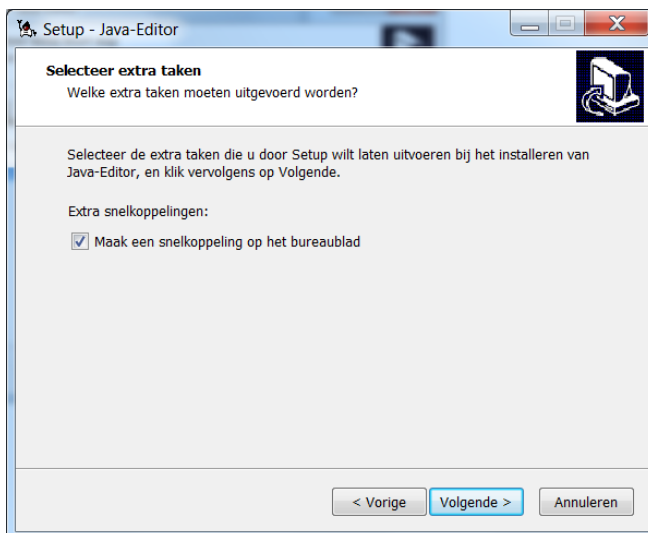 Setup - Java-Editor
Selecteer extra taken
Welke extra taken moeten uitgevoerd worden?
Selecteer de extra taken die u door Setup wilt laten uitvoeren bij het installeren van
Java-Editor, en klik vervolgens op Volgende.
Extra snelkoppelingen:
Maak een snelkoppeling op het bureaublad
< Vorige
Volgende >
Annuleren